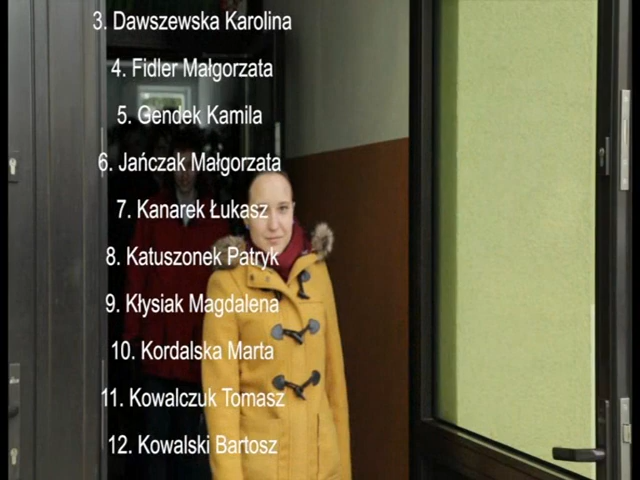 3. Dawszewska Karolina
4. Fidler Małgorzata
5. Gendek Kamila
6. Jańczak Małgorzata
7. Kanarek Łukasz
8. Katuszonek Patryk
9. Kłysiak Magdalena
10. Kordalska Marta
11. Kowalczuk Tomasz
12. Kowalski Bartosz